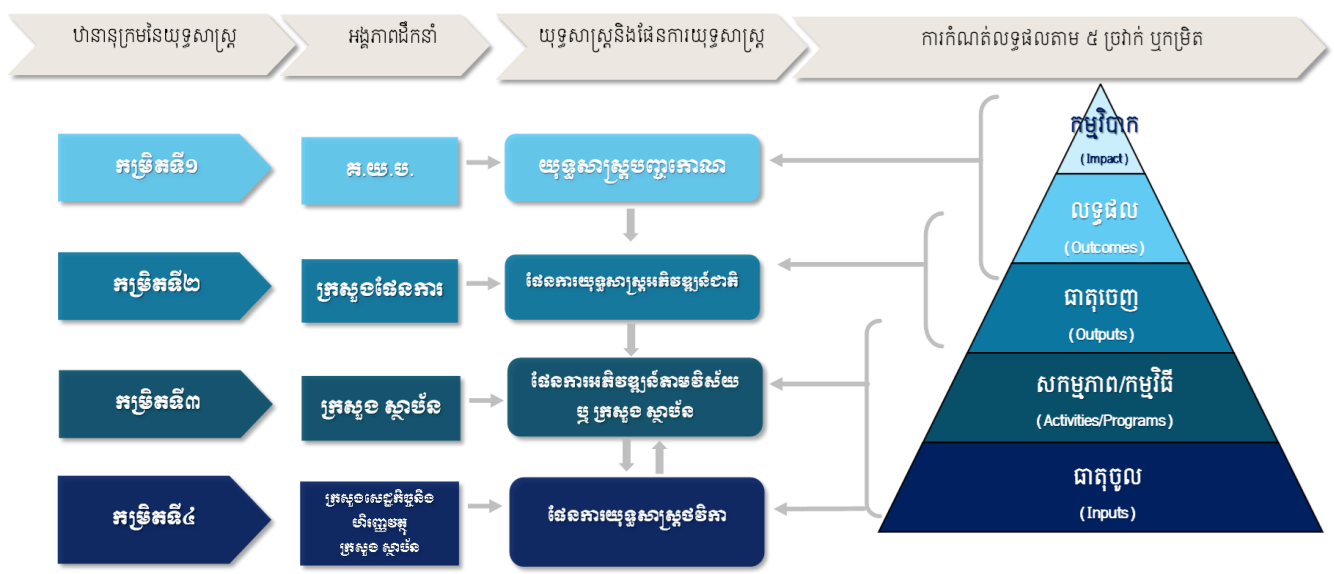 ឋានានុក្រមនៃយុទ្ធសាស្ត្រ
អង្គភាពដឹកនាំ
យុទ្ធសាស្ត្រនិងផែនការយុទ្ធសាស្ត្រ
ការកំណត់លទ្ធផលតាម ៥ ច្រវាក់ ឬកម្រិត
កម្រិតទី១
គ.យ.ប.
យុទ្ធសាស្ត្របញ្ចកោណ
កម្រិតទី២
ក្រសួងផែនការ
ផែនការយុទ្ធសាស្ត្រអភិវឌ្ឍន៍ជាតិ
កម្រិតទី៣
ក្រសួង ស្ថាប័ន
ផែនការអភិវឌ្ឍន៍តាមវិស័យ
ឬ ក្រសួង ស្ថាប័ន
កម្រិតទី៤
ក្រសួងសេដ្ឋកិច្ចនិង
ហិរញ្ញវត្ថុ
ក្រសួង ស្ថាប័ន
ផែនការយុទ្ធសាស្ត្រថវិកា
កម្មវិបាក
(Impact)
លទ្ធផល
(Outcomes)
ធាតុចេញ
(Outputs)
សកម្មភាព/កម្មវិធី
(Activities/Programs)
ធាតុចូល
(Inputs)